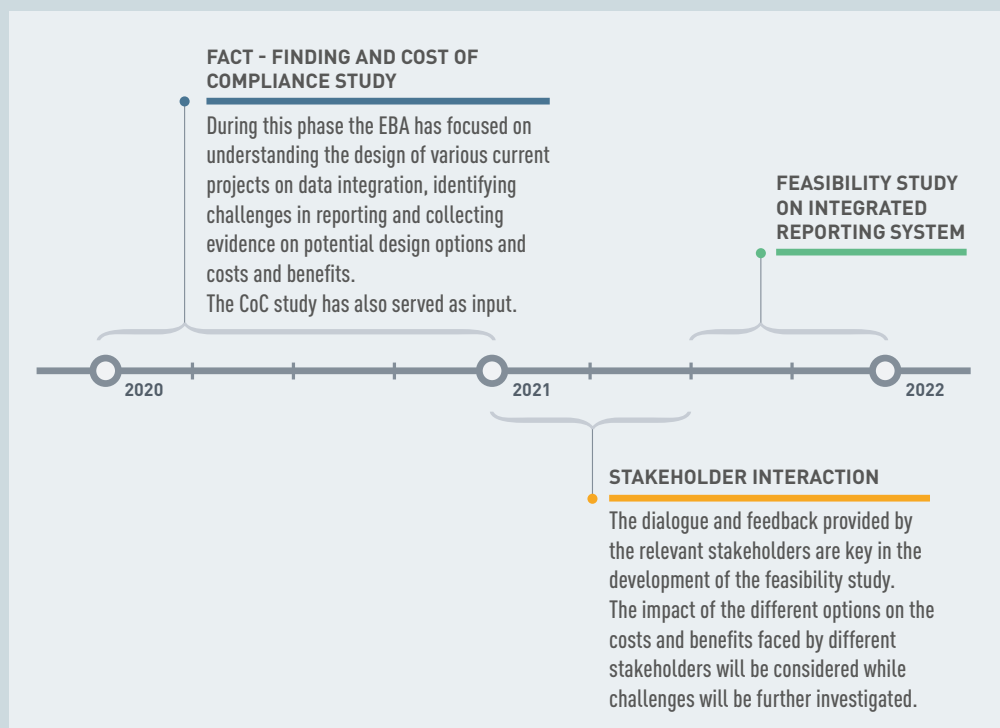 FACT - FINDING AND COST OF
COMPLIANCE STUDY
During this phase the EBA has focused on
understanding the design of various current
projects on data integration, identifying
challenges in reporting and collecting
evidence on potential design options and
costs and benefits.
The CoC study has also served as input.
FEASIBILITY STUDY
ON INTEGRATED
REPORTING SYSTEM
2020
2021
2022
STAKEHOLDER INTERACTION
The dialogue and feedback provided by
the relevant stakeholders are key in the
development of the feasibility study.
The impact of the different options on the
costs and benefits faced by different
stakeholders will be considered while
challenges will be further investigated.